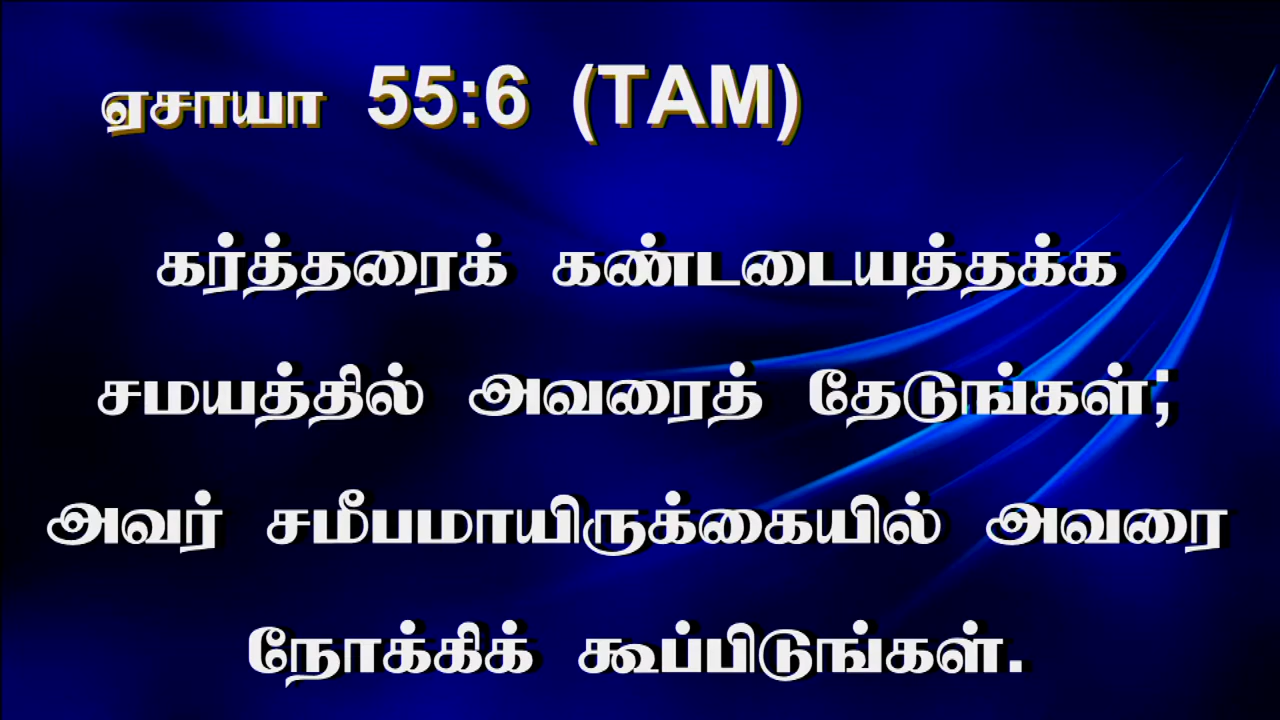 ஏசாயா 55:6 (TAM)
கர்த்தரைக் கண்டடையத்தக்க
சமயத்தில் அவரைத் தேடுங்கள்;
அவர் சமீபமாயிருக்கையில் அவரை
நோக்கிக் கூப்பிடுங்கள்.